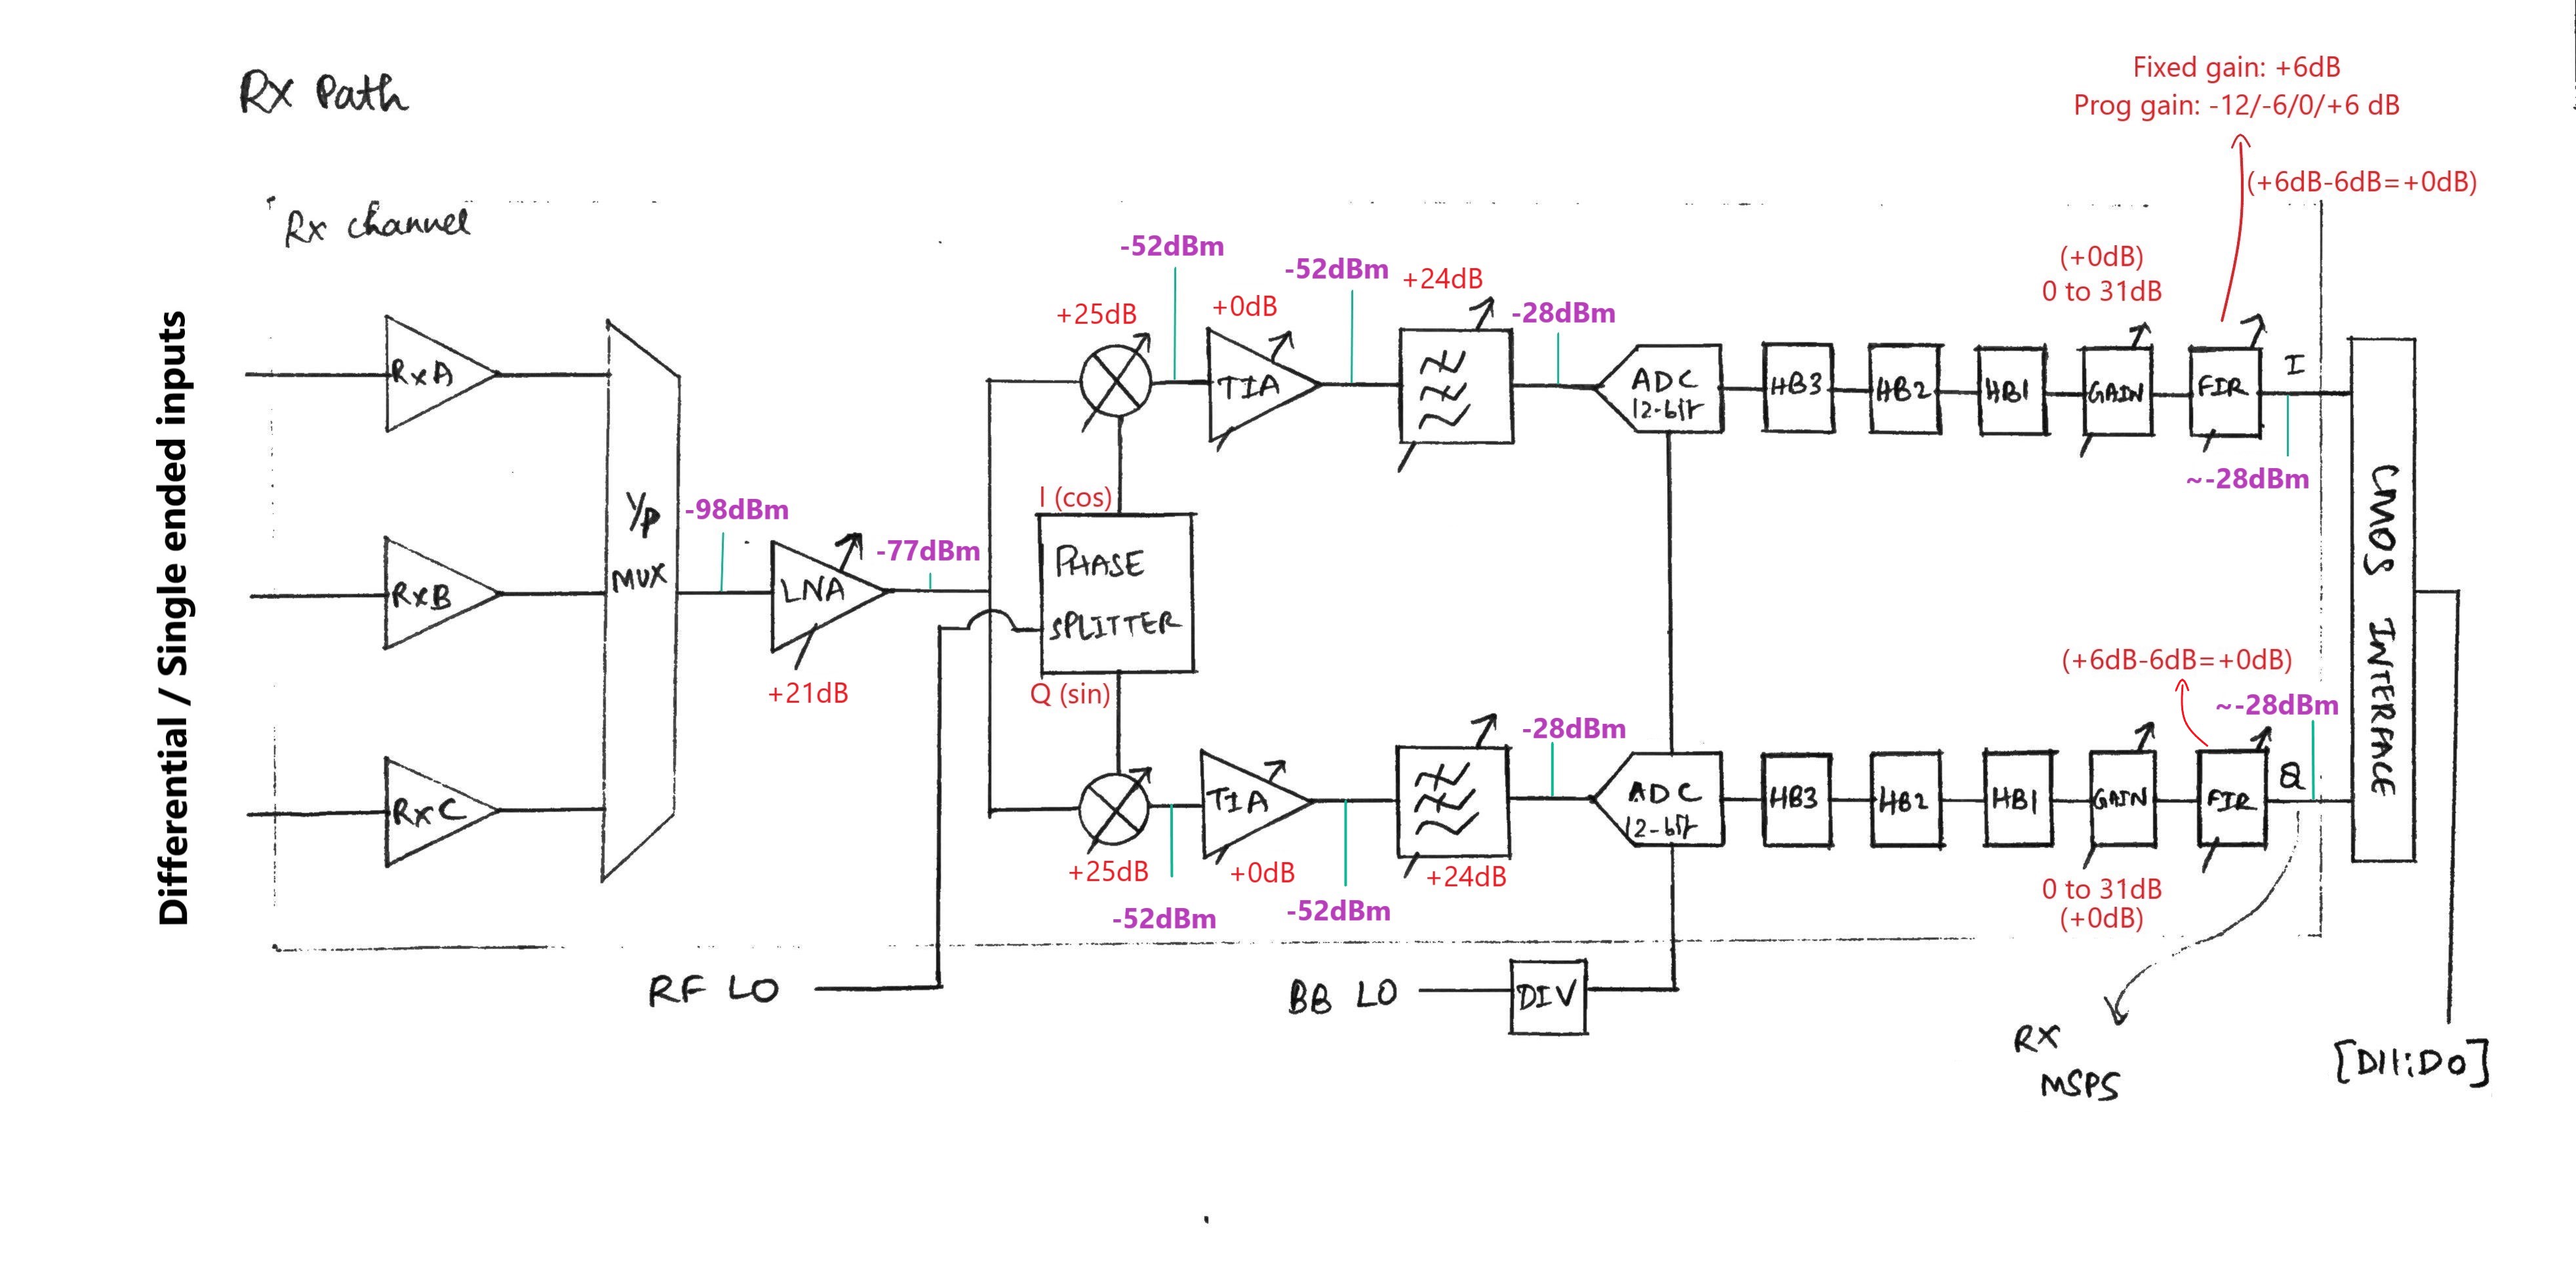 Rx Path
Fixed gain: +6dB
Prog gain: -12/-6/0/+6 dB
(+6dB-6dB=+0dB)
Rx channel
Differential / Single ended inputs
RxA
RxB
RxC
I/P
MUX
-98dBm
LNA
+21dB
-77dBm
+25dB
-52dBm
+0dB
TIA
-52dBm
+24dB
-28dBm
ADC
12-bit
HB3
HB2
HB1
(+0dB)
0 to 31dB
GAIN
FIR
I
~-28dBm
I (cos)
PHASE
SPLITTER
Q (sin)
+25dB
-52dBm
TIA
+0dB
-52dBm
+24dB
-28dBm
ADC
12-bit
HB3
HB2
HB1
GAIN
0 to 31dB
(+0dB)
(+6dB-6dB=+0dB)
FIR
~-28dBm
Q
CMOS INTERFACE
RF LO
BB LO
DIV
RX
MSPS
[D11:D0]